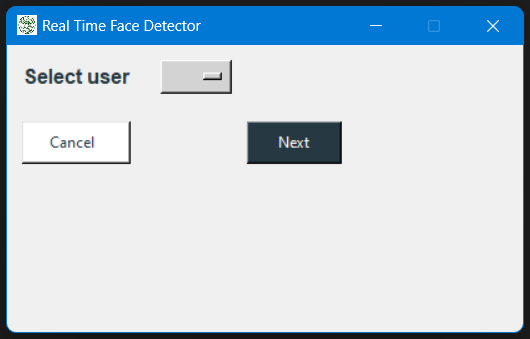 Real Time Face Detector
Select user
Cancel
Next